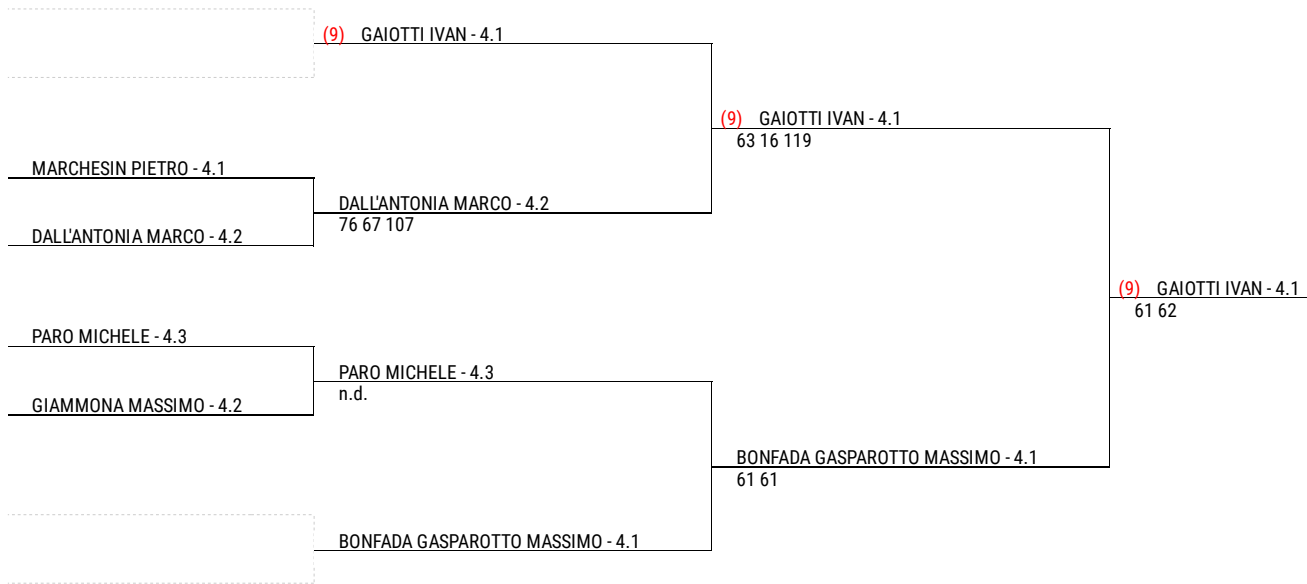 (9) GAIOTTI IVAN - 4.1
(9) GAIOTTI IVAN - 4.1
63 16 119
MARCHESIN PIETRO - 4.1
DALL'ANTONIA MARCO - 4.2
76 67 107
DALL'ANTONIA MARCO - 4.2
(9) GAIOTTI IVAN - 4.1
61 62
PARO MICHELE - 4.3
PARO MICHELE - 4.3
n.d.
GIAMMONA MASSIMO - 4.2
BONFADA GASPAROTTO MASSIMO - 4.1
61 61
BONFADA GASPAROTTO MASSIMO - 4.1